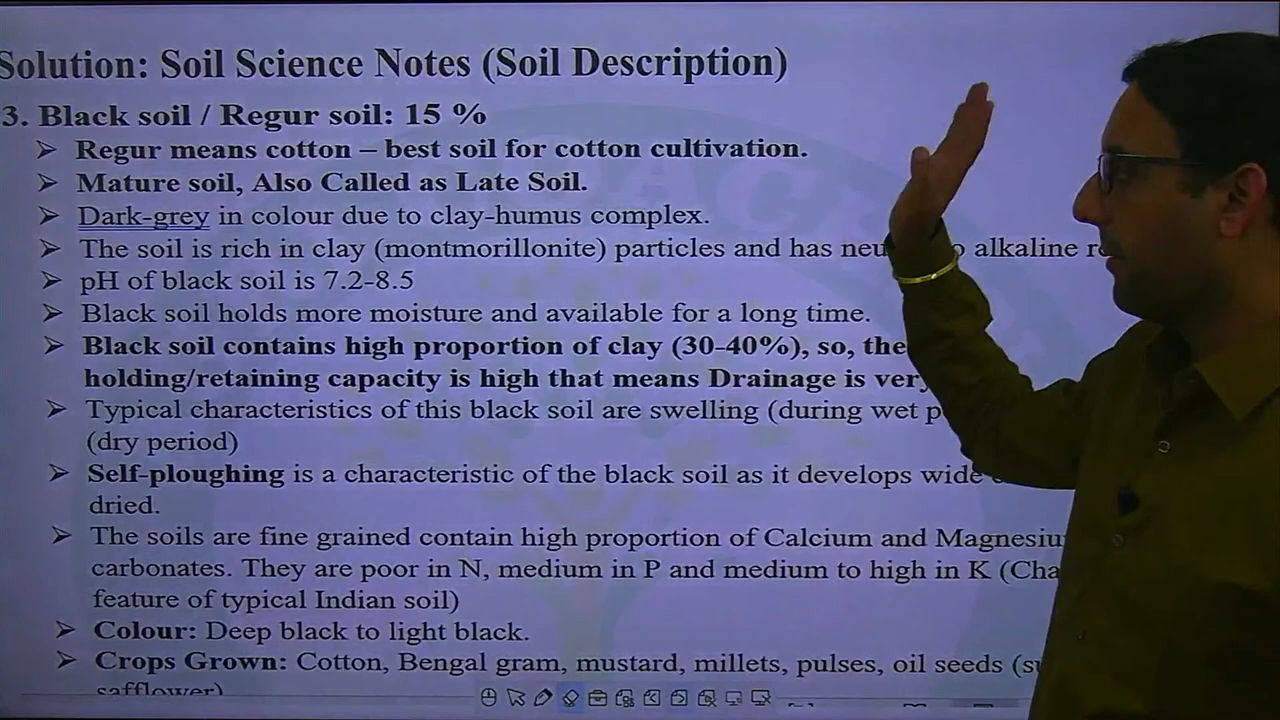 Solution: Soil Science Notes (Soil Description)
3. Black soil / Regur soil: 15 %
➢ Regur means cotton – best soil for cotton cultivation.
➢ Mature soil, Also Called as Late Soil.
➢ Dark-grey in colour due to clay-humus complex.
➢ The soil is rich in clay (montmorillonite) particles and has alkaline
➢ pH of black soil is 7.2-8.5
➢ Black soil holds more moisture and available for a long time.
➢ Black soil contains high proportion of clay (30-40%), so, the
holding/retaining capacity is high that means Drainage is very
➢ Typical characteristics of this black soil are swelling (during wet
(dry period)
➢ Self-ploughing is a characteristic of the black soil as it develops wide
dried.
➢ The soils are fine grained contain high proportion of Calcium and
carbonates. They are poor in N, medium in P and medium to high in K
feature of typical Indian soil)
➢ Colour: Deep black to light black.
➢ Crops Grown: Cotton, Bengal gram, mustard, millets, pulses, oil seeds
safflower)